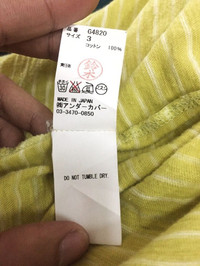 品番 G4820
サイズ 3
コットン 100%
MADE IN JAPAN
㈱アンダーカバー
03-3470-0850
DO NOT TUMBLE DRY.